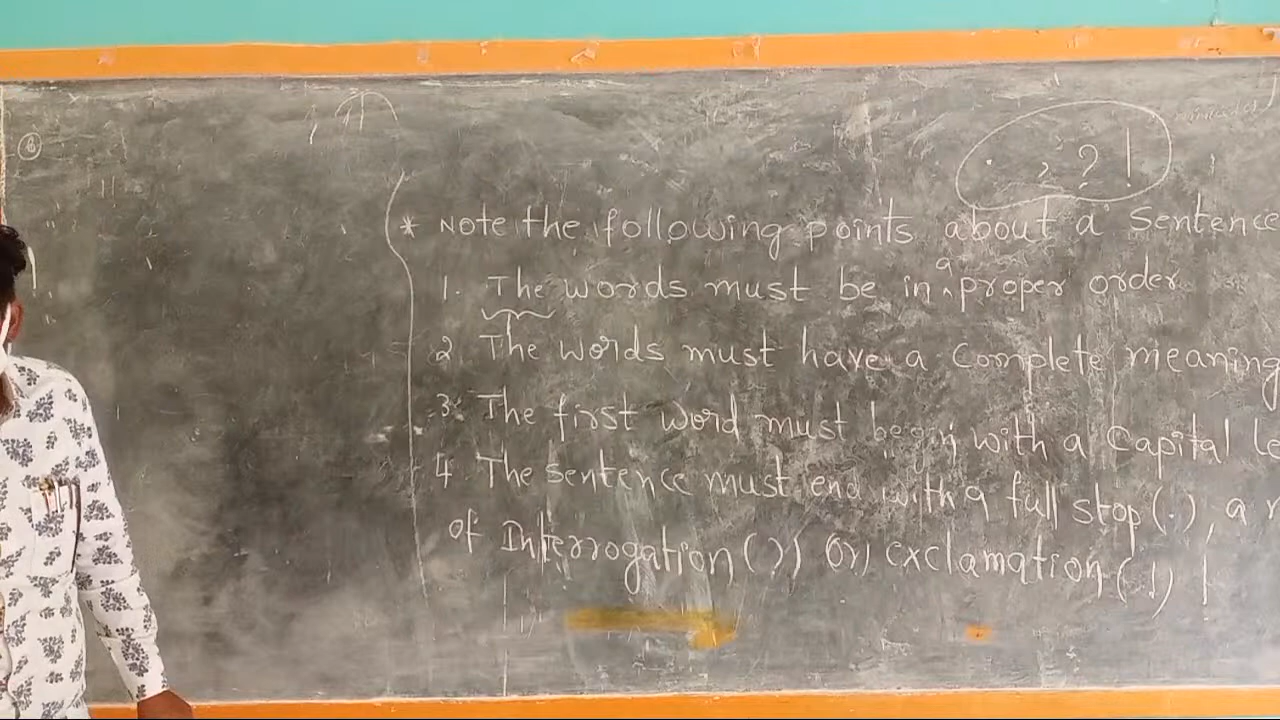 . , ? !
* Note the following points about a Sentence
1. The words must be in a proper order
2. The words must have a complete meaning
3. The first word must begin with a Capital Le
4. The sentence must end with a full stop (.), a m
of Interrogation (?) or exclamation (!)